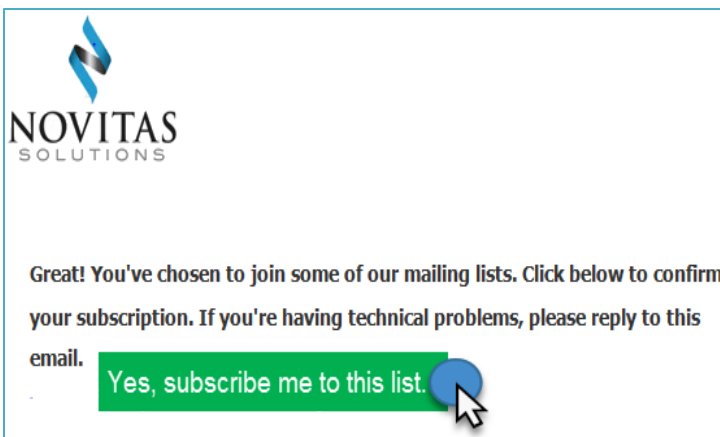 NOVITAS
SOLUTIONS
Great! You've chosen to join some of our mailing lists. Click below to confirm
your subscription. If you're having technical problems, please reply to this
email.
Yes, subscribe me to this list.